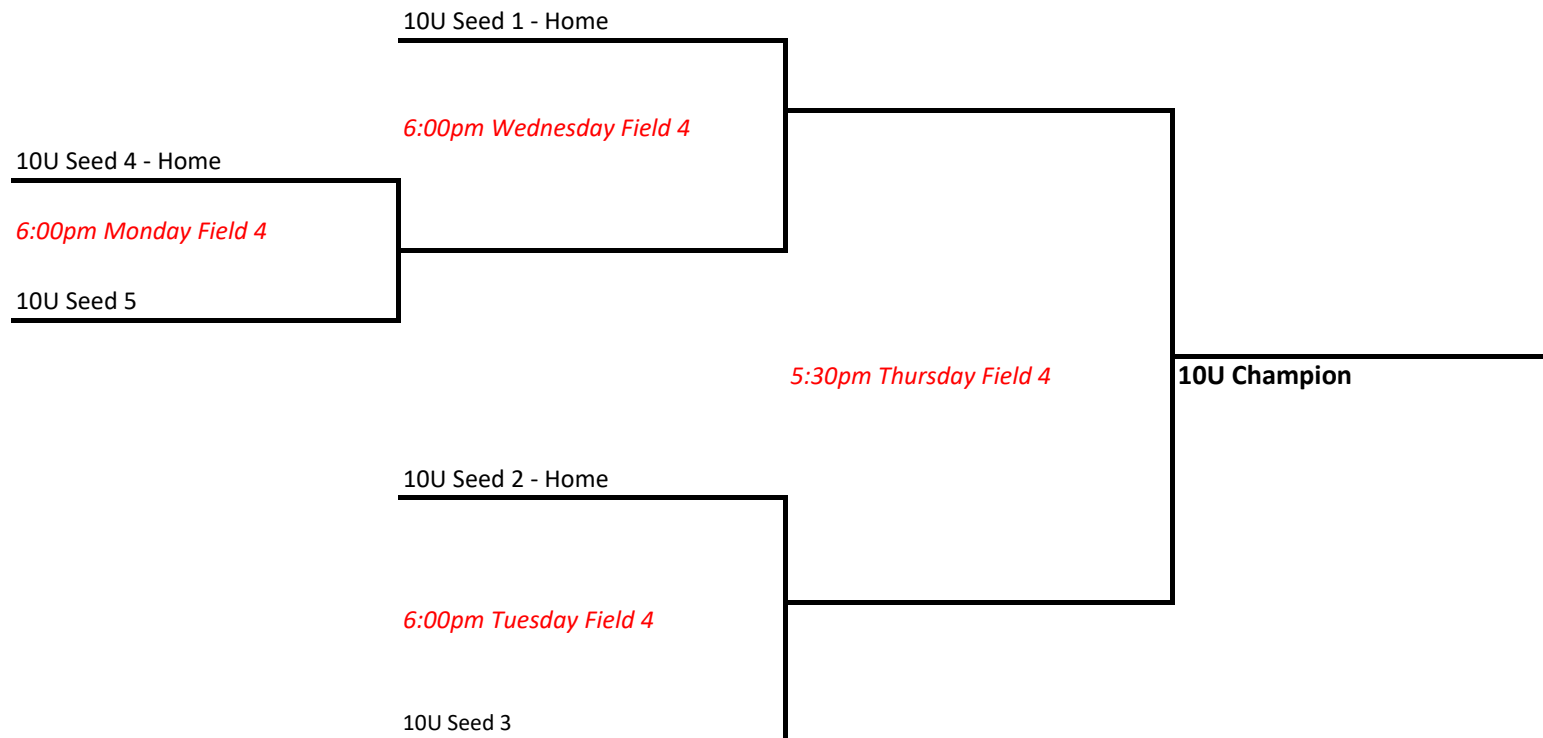 10U Seed 1 - Home
6:00pm Wednesday Field 4
10U Seed 4 - Home
6:00pm Monday Field 4
10U Seed 5
5:30pm Thursday Field 4
10U Champion
10U Seed 2 - Home
6:00pm Tuesday Field 4
10U Seed 3